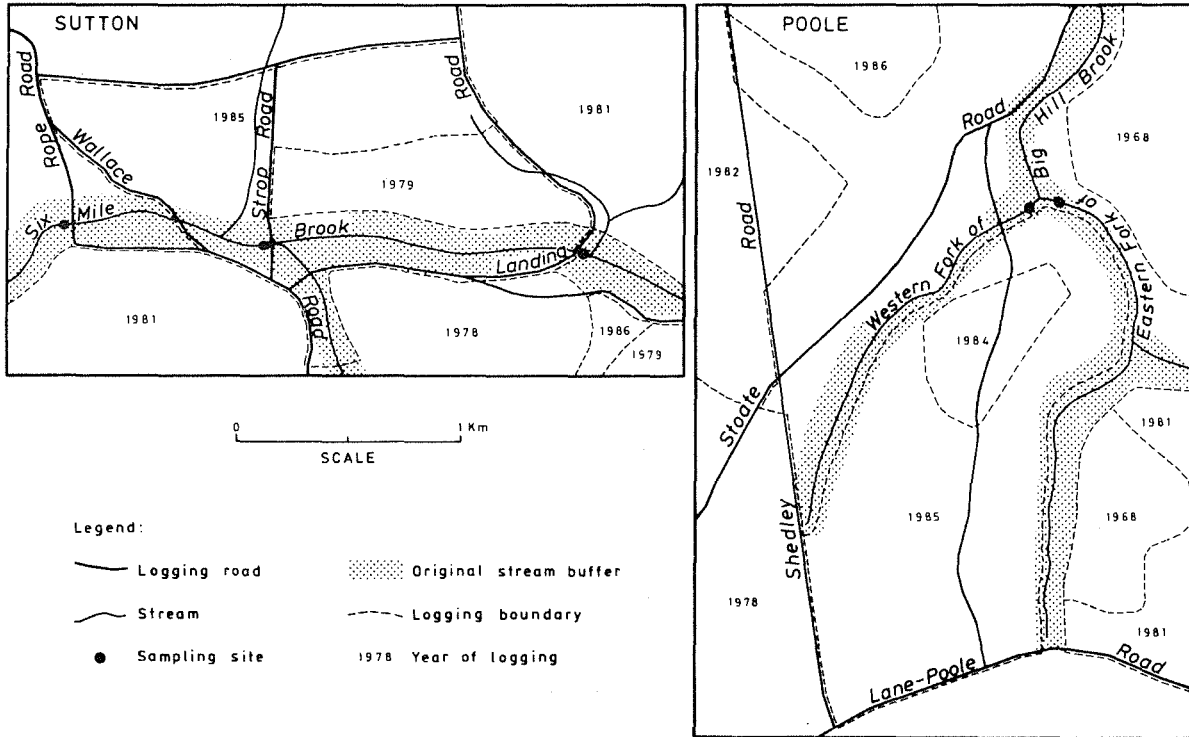 SUTTON
Road
Rope
Wallace
Six Mile Brook
1985
Strop Road
Road
1981
1979
Landing
Road
1981
1978
1986
1979
0 1 Km
SCALE
Legend:
Logging road
Stream
Sampling site
Original stream buffer
Logging boundary
1978 Year of logging
POOLE
1986
Road
Big Hill Brook
1968
1982
Road
Western Fork of
Eastern Fork of
1984
Stoate
1981
Shedley
1985
1968
1978
1981
Lane-Poole Road